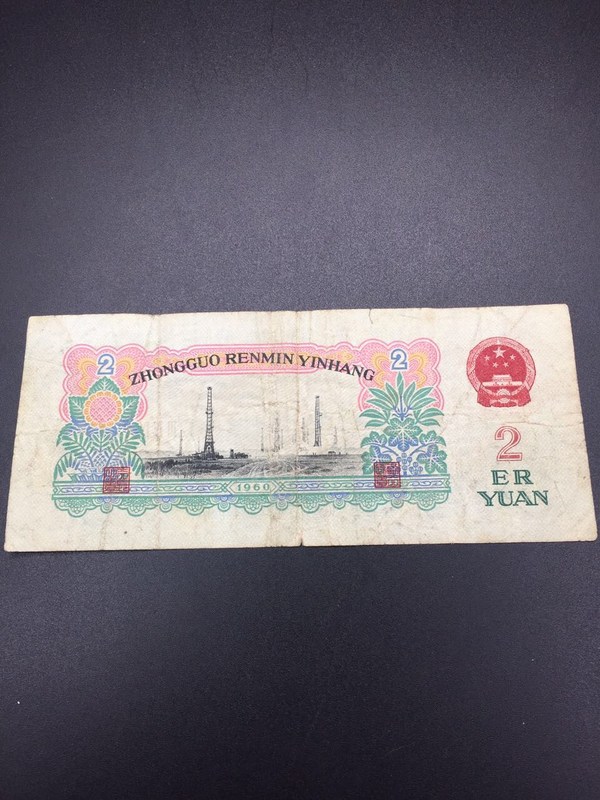 2
2
ZHONGGUO RENMIN YINHANG
1960
2
ER
YUAN